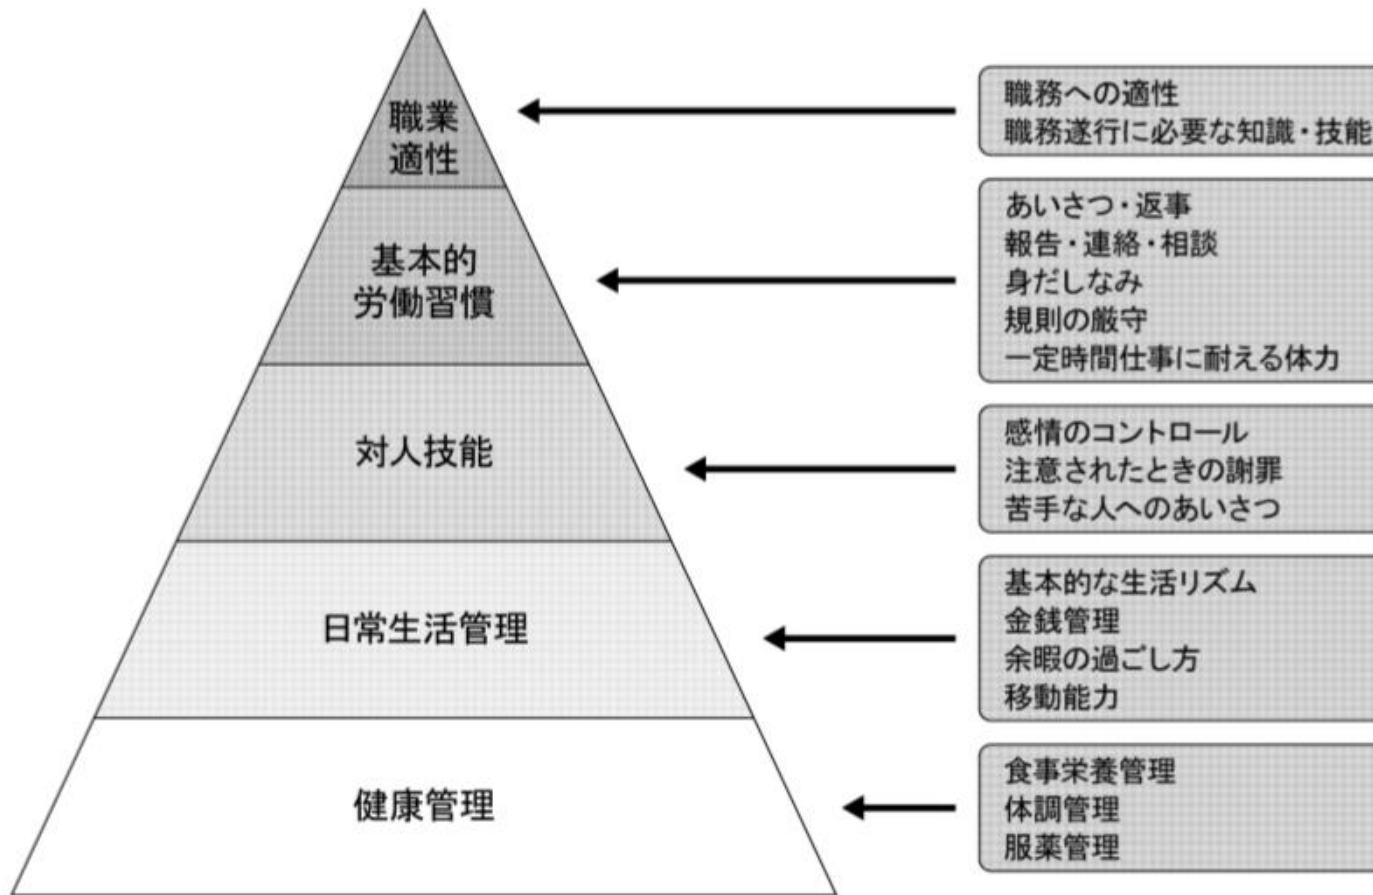 職業
適性
職務への適性
職務遂行に必要な知識・技能
基本的
労働習慣
あいさつ・返事
報告・連絡・相談
身だしなみ
規則の厳守
一定時間仕事に耐える体力
対人技能
感情のコントロール
注意されたときの謝罪
苦手な人へのあいさつ
日常生活管理
基本的な生活リズム
金銭管理
余暇の過ごし方
移動能力
健康管理
食事栄養管理
体調管理
服薬管理